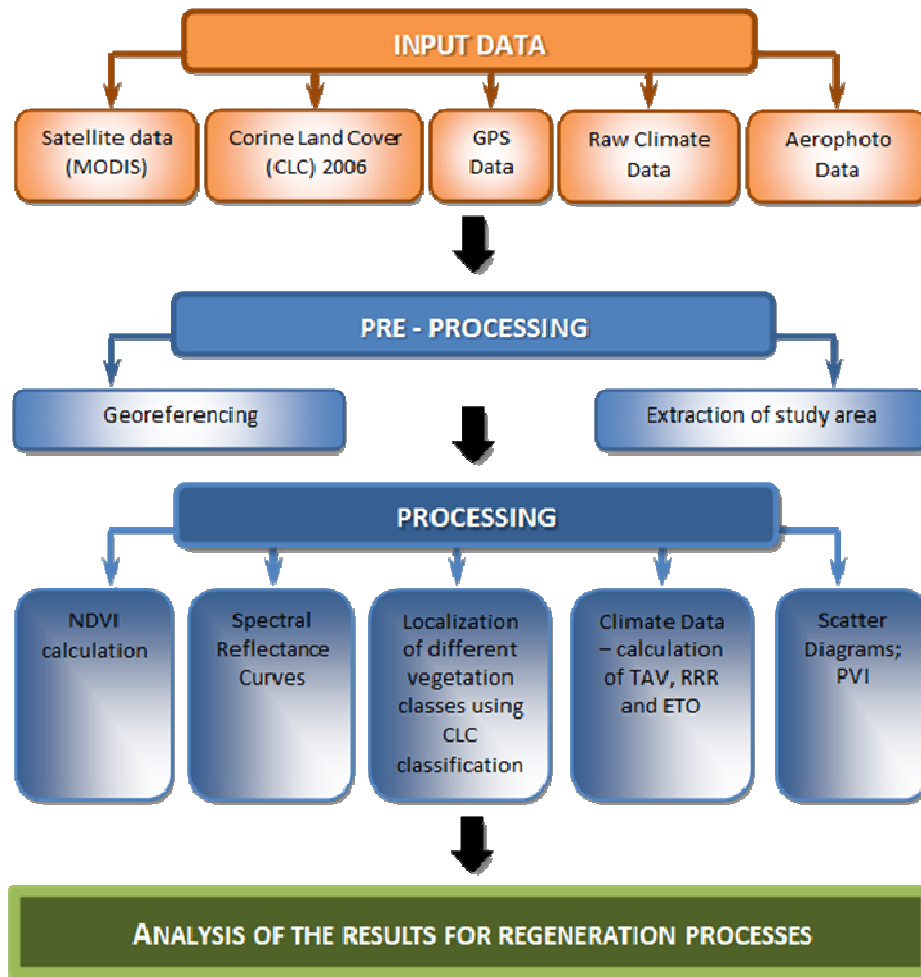 INPUT DATA
Satellite data
(MODIS)
Corine Land Cover
(CLC) 2006
GPS
Data
Raw Climate
Data
Aerophoto
Data
PRE - PROCESSING
Georeferencing
Extraction of study area
PROCESSING
NDVI
calculation
Spectral
Reflectance
Curves
Localization
of different
vegetation
classes using
CLC
classification
Climate Data
– calculation
of TAV, RRR
and ETO
Scatter
Diagrams;
PVI
ANALYSIS OF THE RESULTS FOR REGENERATION PROCESSES